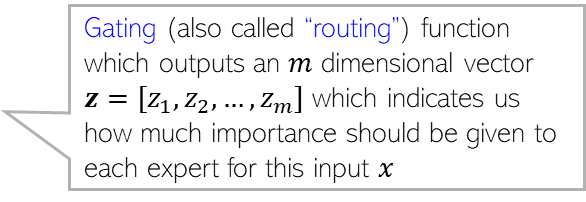 Gating (also called “routing”) function
which outputs an m dimensional vector
z = [z₁, z₂, … , zₘ] which indicates us
how much importance should be given to
each expert for this input x